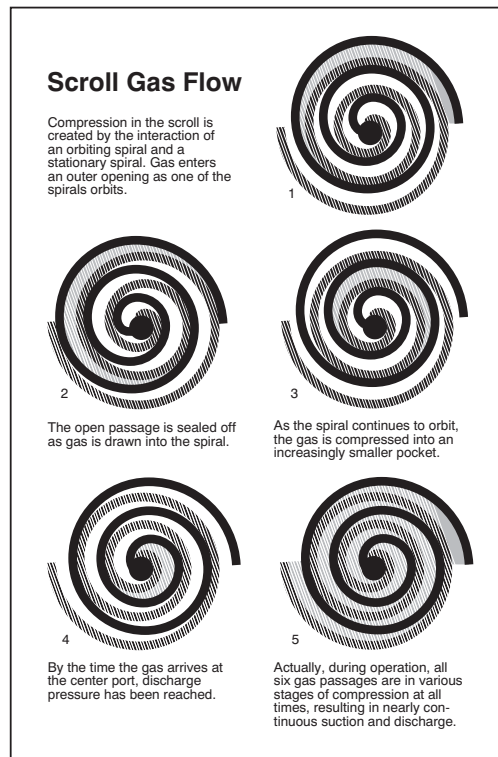 Scroll Gas Flow
Compression in the scroll is
created by the interaction of
an orbiting spiral and a
stationary spiral. Gas enters
an outer opening as one of the
spirals orbits.
1
2
The open passage is sealed off
as gas is drawn into the spiral.
3
As the spiral continues to orbit,
the gas is compressed into an
increasingly smaller pocket.
4
By the time the gas arrives at
the center port, discharge
pressure has been reached.
5
Actually, during operation, all
six gas passages are in various
stages of compression at all
times, resulting in nearly con-
tinuous suction and discharge.